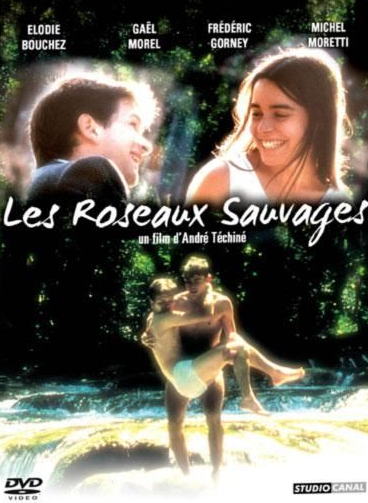 ELODIE BOUCHEZ
GAËL MOREL
FRÉDÉRIC GORNEY
MICHEL MORETTI
Les Roseaux Sauvages
un film d'André Téchiné
DVD VIDEO
STUDIO CANAL